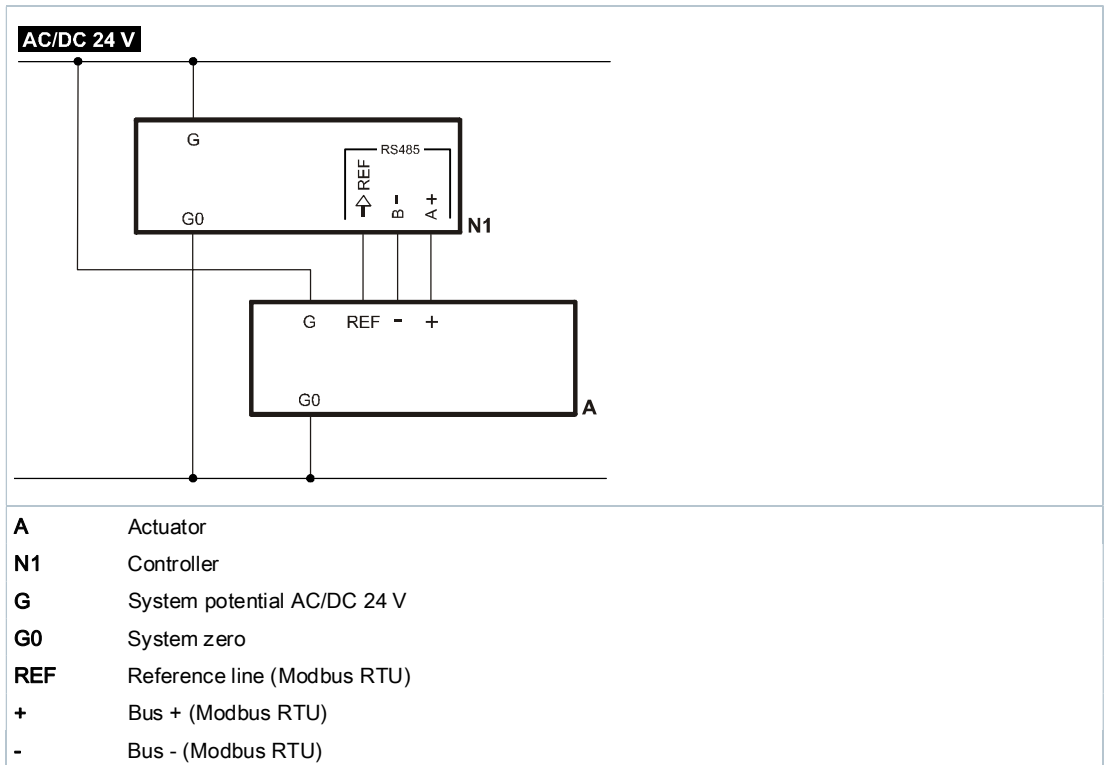 AC/DC 24 V
G
RS485
REF
B -
A +
G0
N1
G REF - +
G0
A
A Actuator
N1 Controller
G System potential AC/DC 24 V
G0 System zero
REF Reference line (Modbus RTU)
+ Bus + (Modbus RTU)
- Bus - (Modbus RTU)